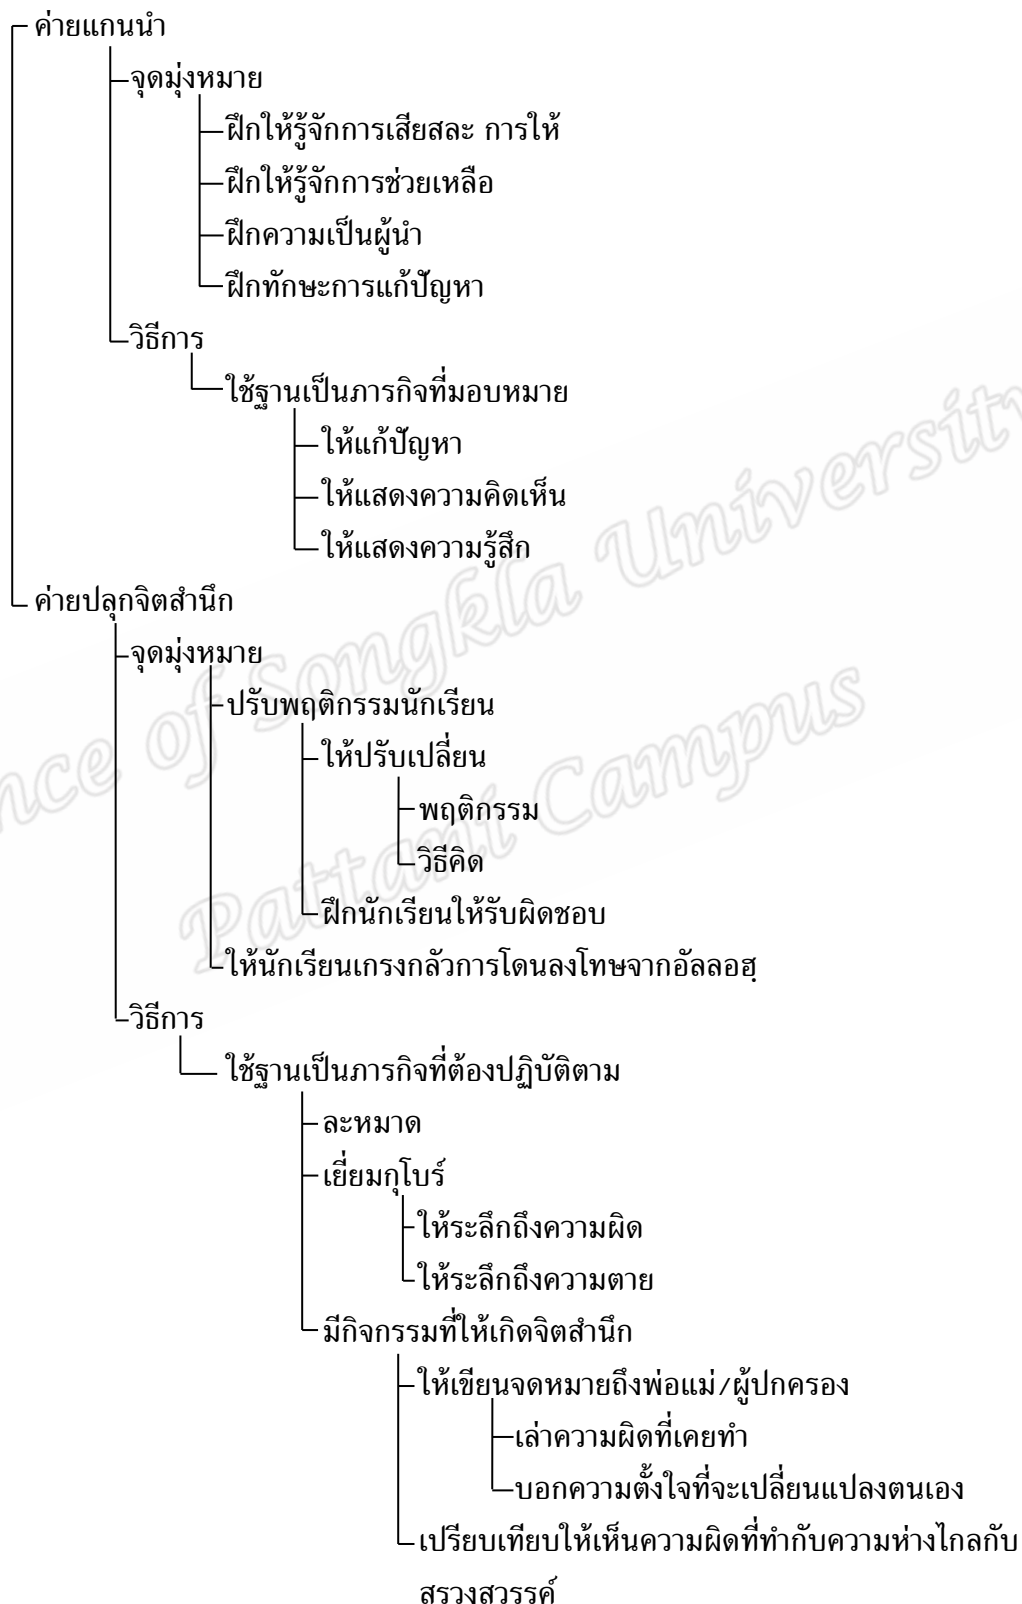 ค่ายแกนนำ
จุดมุ่งหมาย
ฝึกให้รู้จักการเสียสละ การให้
ฝึกให้รู้จักการช่วยเหลือ
ฝึกความเป็นผู้นำ
ฝึกทักษะการแก้ปัญหา
วิธีการ
ใช้ฐานเป็นภารกิจที่มอบหมาย
ให้แก้ปัญหา
ให้แสดงความคิดเห็น
ให้แสดงความรู้สึก
ค่ายปลุกจิตสำนึก
จุดมุ่งหมาย
ปรับพฤติกรรมนักเรียน
ให้ปรับเปลี่ยน
พฤติกรรม
วิธีคิด
ฝึกนักเรียนให้รับผิดชอบ
ให้นักเรียนเกรงกลัวการโดนลงโทษจากอัลลอฮฺ
วิธีการ
ใช้ฐานเป็นภารกิจที่ต้องปฏิบัติตาม
ละหมาด
เยี่ยมกุโบร์
ให้ระลึกถึงความผิด
ให้ระลึกถึงความตาย
มีกิจกรรมที่ให้เกิดจิตสำนึก
ให้เขียนจดหมายถึงพ่อแม่/ผู้ปกครอง
เล่าความผิดที่เคยทำ
บอกความตั้งใจที่จะเปลี่ยนแปลงตนเอง
เปรียบเทียบให้เห็นความผิดที่ทำกับความห่างไกลกับ
สรวงสวรรค์
nce of Songkla University
Pattani Campus